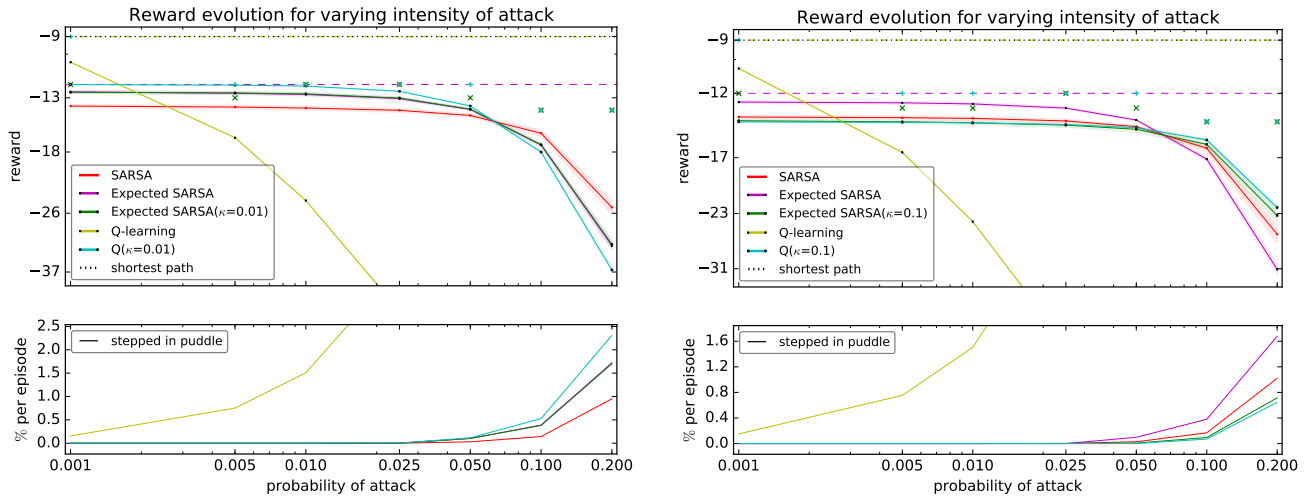 Reward evolution for varying intensity of attack
−9
−13
−18
−26
−37
reward
SARSA
Expected SARSA
Expected SARSA(κ=0.01)
Q-learning
Q(κ=0.01)
shortest path
2.5
2.0
1.5
1.0
0.5
0.0
% per episode
stepped in puddle
0.001 0.005 0.010 0.025 0.050 0.100 0.200
probability of attack
Reward evolution for varying intensity of attack
−9
−12
−17
−23
−31
reward
SARSA
Expected SARSA
Expected SARSA(κ=0.1)
Q-learning
Q(κ=0.1)
shortest path
1.6
1.2
0.8
0.4
0.0
% per episode
stepped in puddle
0.001 0.005 0.010 0.025 0.050 0.100 0.200
probability of attack